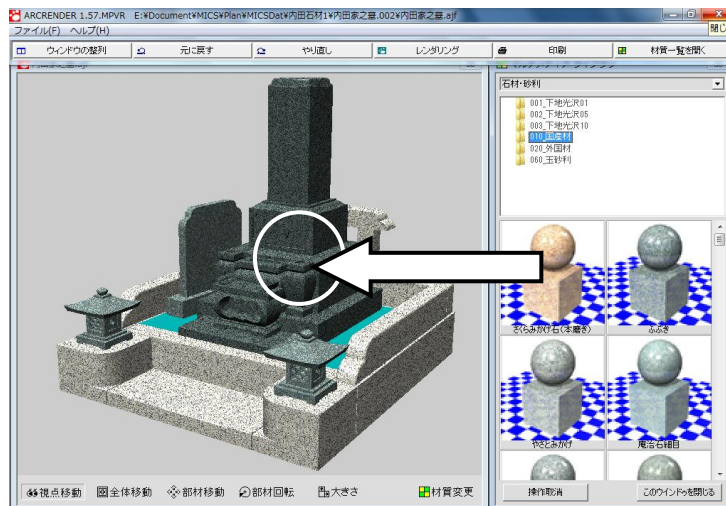 ARCRENDER 1.57.MPVR E:¥Document¥MICS¥Plan¥MICSDat¥内田石材1¥内田家之墓.002¥内田家之墓.ajf
閉じ
ファイル(F) ヘルプ(H)
ウィンドウの整列 元に戻す やり直し レンダリング 印刷 材質一覧を開く
石材・砂利
001_下地光沢01
002_下地光沢05
003_下地光沢10
010_国産材
020_外国材
060_玉砂利
さくらみかげ石(本磨き) ふぶき
やさとみかげ 庵治石細目
視点移動 全体移動 部材移動 部材回転 大きさ 材質変更
操作取消 このウインドウを閉じる